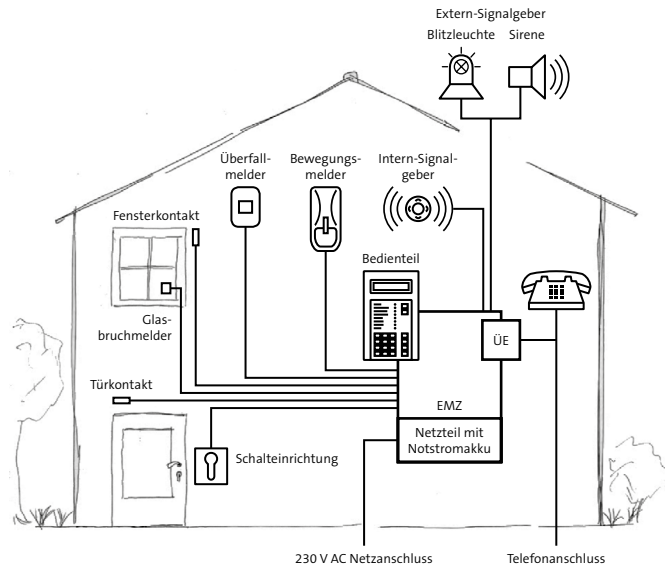 Extern-Signalgeber
Blitzleuchte Sirene
Überfall-
melder
Bewegungs-
melder
Intern-Signal-
geber
Fensterkontakt
Bedienteil
Glas-
bruchmelder
ÜE
Türkontakt
EMZ
Netzteil mit
Notstromakku
Schalteinrichtung
230 V AC Netzanschluss
Telefonanschluss